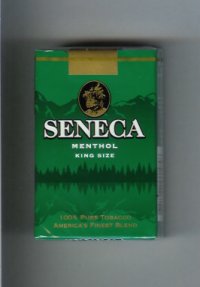 SENECA
MENTHOL
KING SIZE
100% PURE TOBACCO
AMERICA'S FINEST BLEND